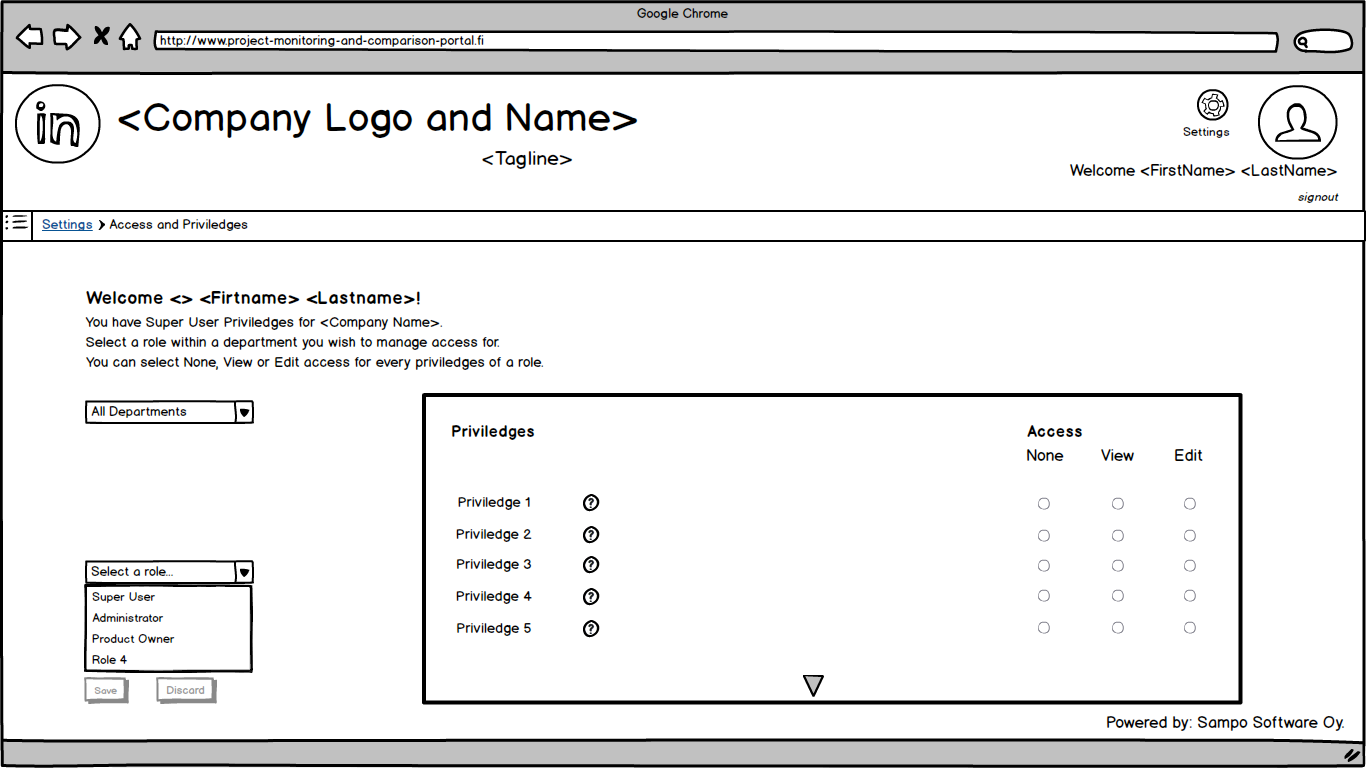 Google Chrome
http://www.project-monitoring-and-comparison-portal.fi
in
<Company Logo and Name>
<Tagline>
Settings
Welcome <FirstName> <LastName>
signout
Settings > Access and Priviledges
Welcome <> <Firtname> <Lastname>!
You have Super User Priviledges for <Company Name>.
Select a role within a department you wish to manage access for.
You can select None, View or Edit access for every priviledges of a role.
All Departments
Select a role...
Super User
Administrator
Product Owner
Role 4
Save Discard
Priviledges Access
None View Edit
Priviledge 1 ?
Priviledge 2 ?
Priviledge 3 ?
Priviledge 4 ?
Priviledge 5 ?
Powered by: Sampo Software Oy.